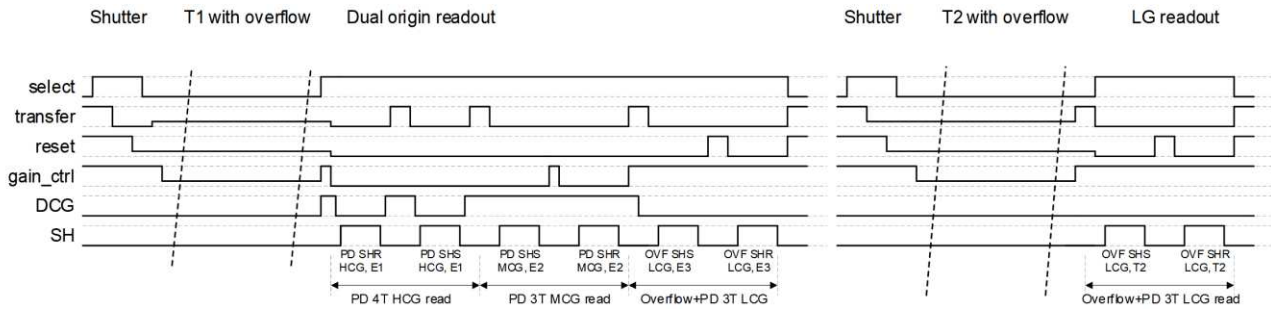 Shutter T1 with overflow Dual origin readout Shutter T2 with overflow LG readout
select
transfer
reset
gain_ctrl
DCG
SH
PD SHR PD SHS PD SHS PD SHR OVF SHS OVF SHR OVF SHS OVF SHR
HCG, E1 HCG, E1 MCG, E2 MCG, E2 LCG, E3 LCG, E3 LCG, T2 LCG, T2
PD 4T HCG read PD 3T MCG read Overflow+PD 3T LCG Overflow+PD 3T LCG read